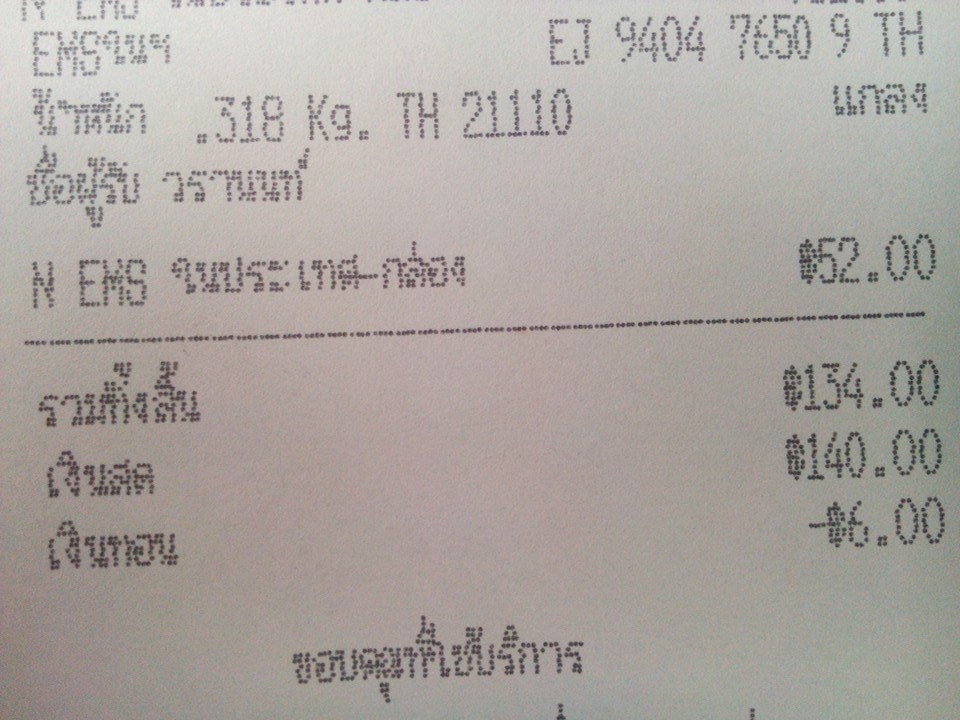 EMSในฯ EJ 9404 7650 9 TH
น้ำหนัก .318 Kg. TH 21110 แกลง
ชื่อผู้รับ วรานนท์
N EMS ในประเทศ-กล่อง ฿52.00
รวมทั้งสิ้น ฿134.00
เงินสด ฿140.00
เงินทอน -฿6.00
ขอบคุณที่ใช้บริการ